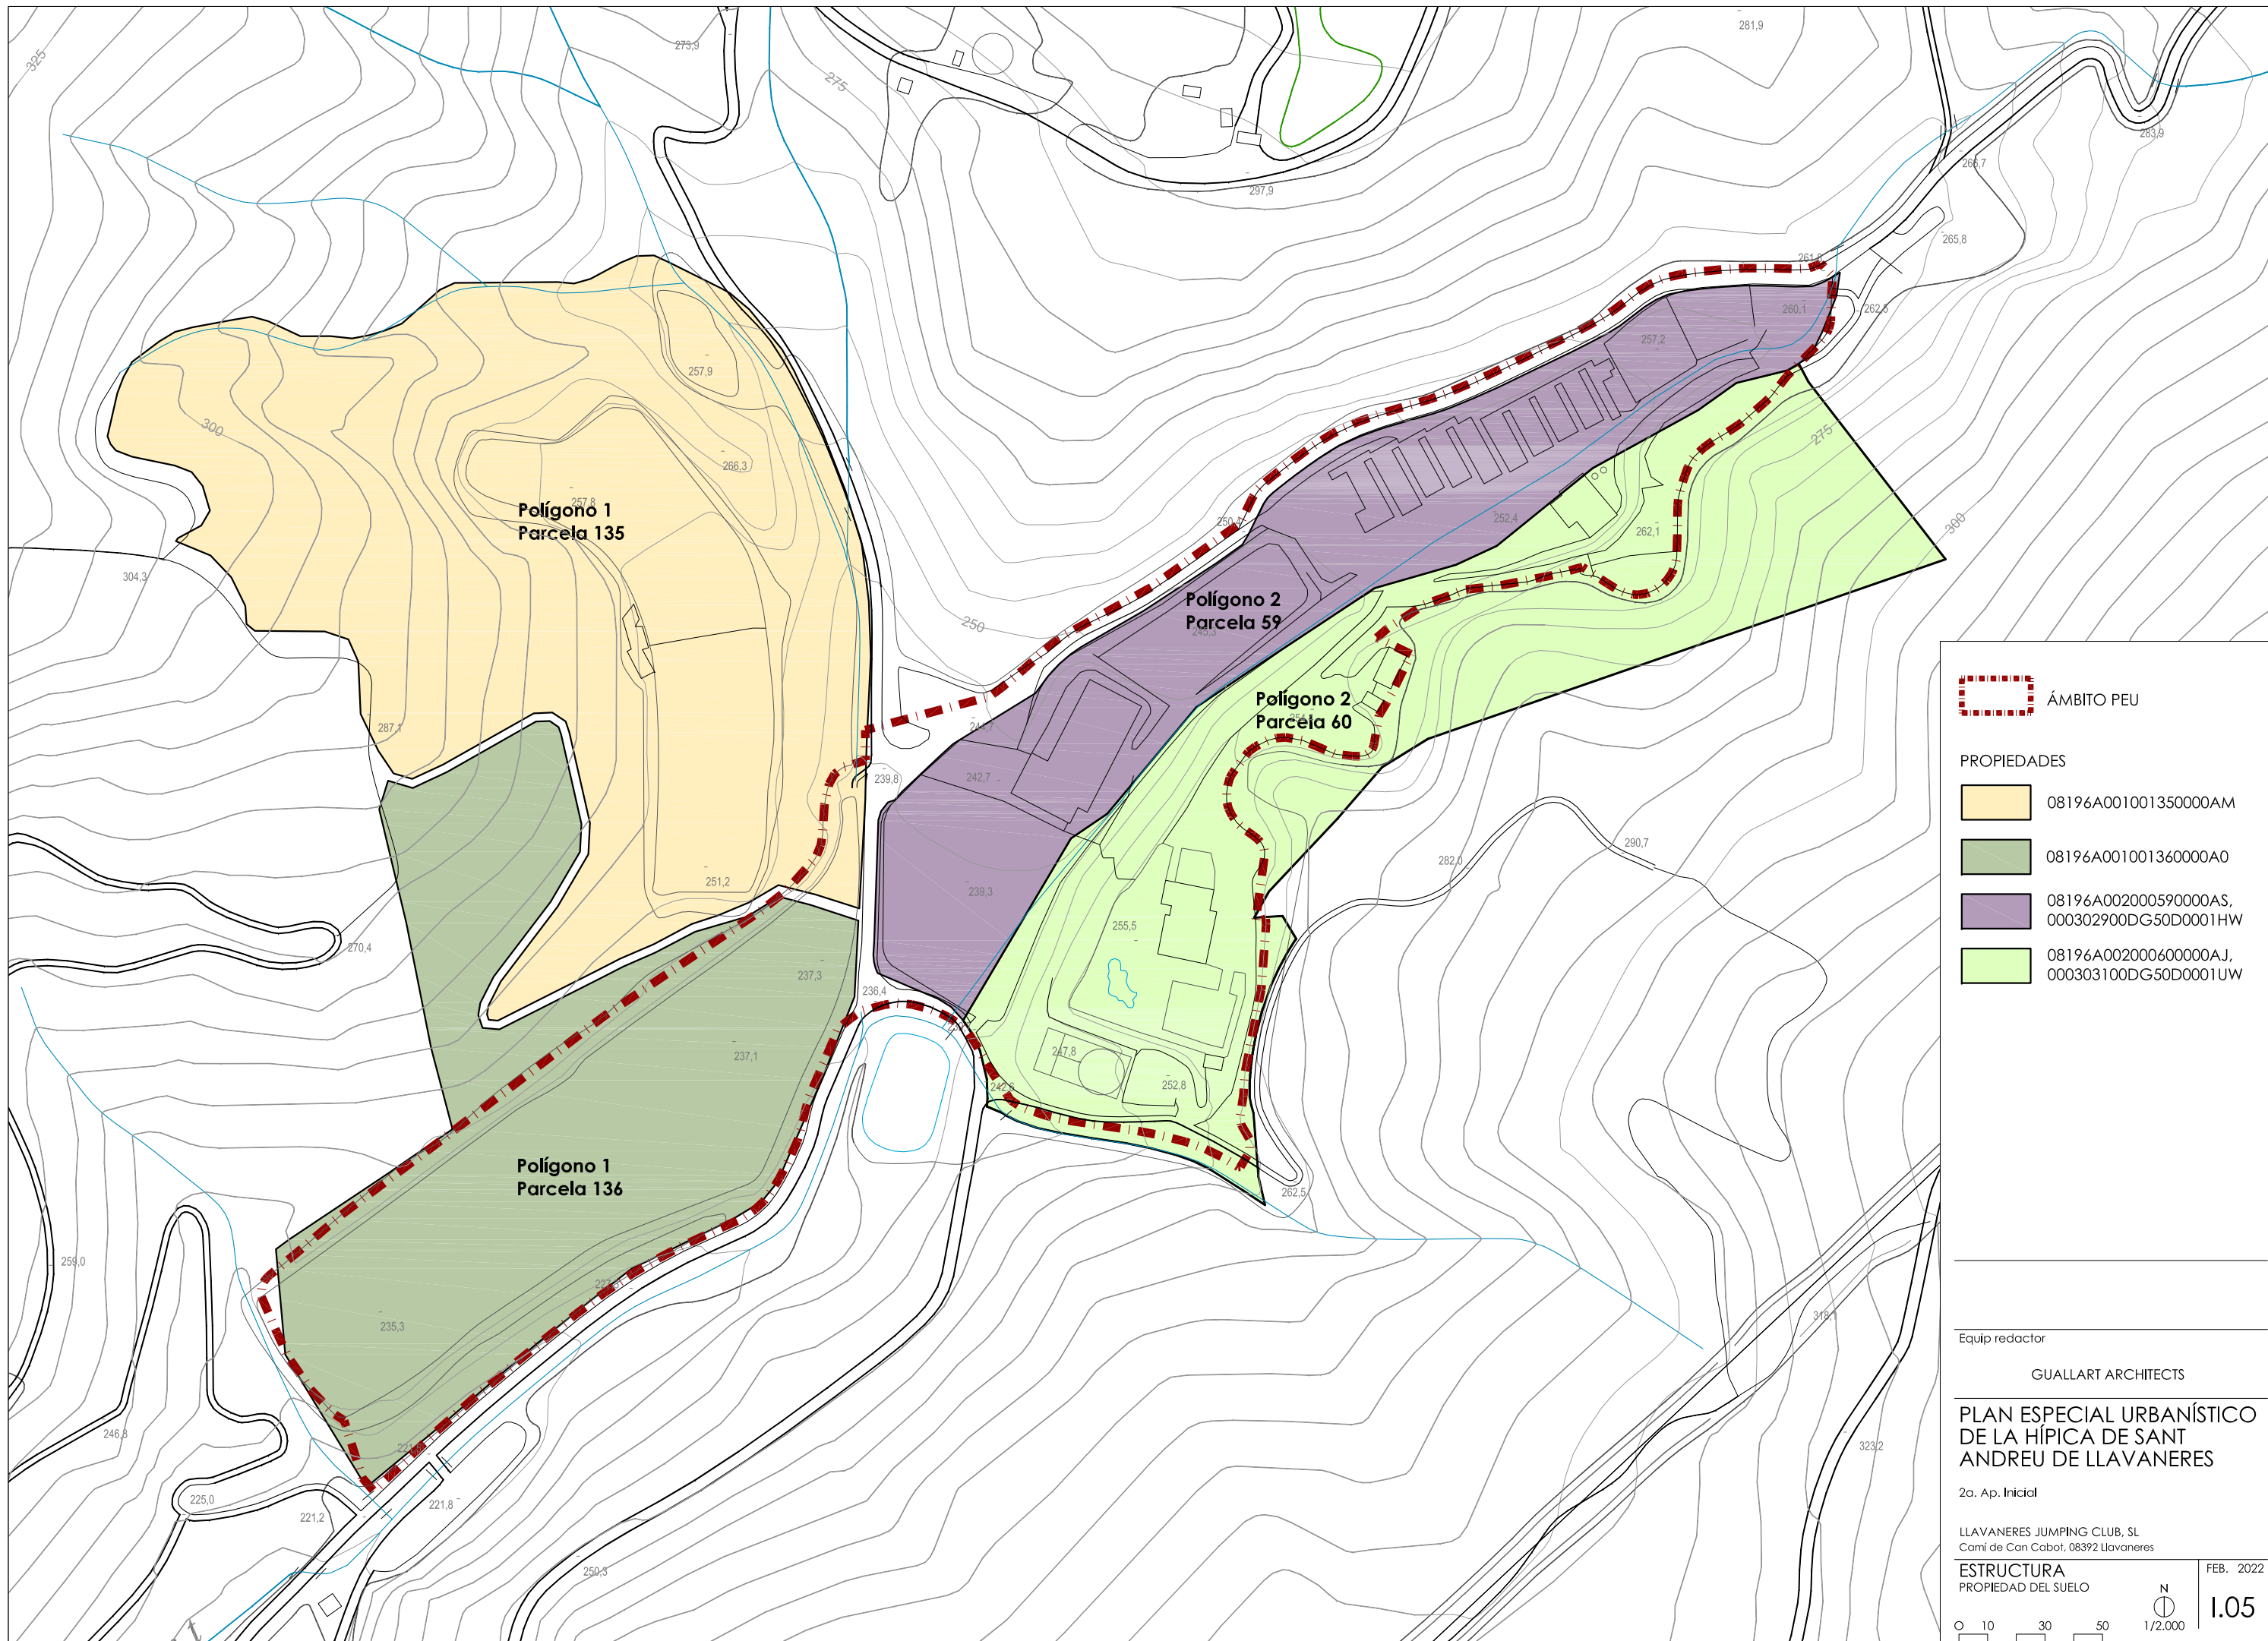 325
273,9
275
281,9
297,9
283,9
265,7
265,8
262,5
260,1
257,2
257,9
300
266,3
257,8
Polígono 1
Parcela 135
304,3
287,1
250
252,4
262,1
275
300
Polígono 2
Parcela 59
245,3
Polígono 2
Parcela 60
244,7
242,7
239,8
239,3
251,2
255,5
282,0
290,7
270,4
237,3
236,4
237,1
247,8
252,8
262,5
Polígono 1
Parcela 136
259,0
235,3
246,8
225,0
221,2
221,8
250,3
318,1
323,2
ÁMBITO PEU
PROPIEDADES
08196A001001350000AM
08196A001001360000A0
08196A002000590000AS,
000302900DG50D0001HW
08196A002000600000AJ,
000303100DG50D0001UW
Equip redactor
GUALLART ARCHITECTS
PLAN ESPECIAL URBANÍSTICO
DE LA HÍPICA DE SANT
ANDREU DE LLAVANERES
2a. Ap. Inicial
LLAVANERES JUMPING CLUB, SL
Camí de Can Cabot, 08392 Llavaneres
ESTRUCTURA
PROPIEDAD DEL SUELO
FEB. 2022
N
1/2.000
I.05
0 10 30 50